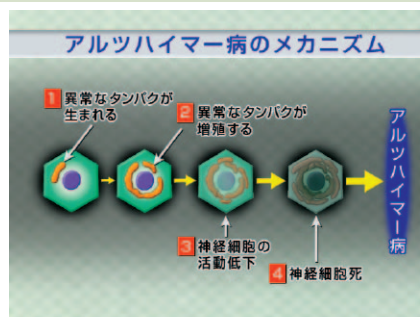 アルツハイマー病のメカニズム
1 異常なタンパクが
生まれる
2 異常なタンパクが
増殖する
3 神経細胞の
活動低下
4 神経細胞死
アルツハイマー病